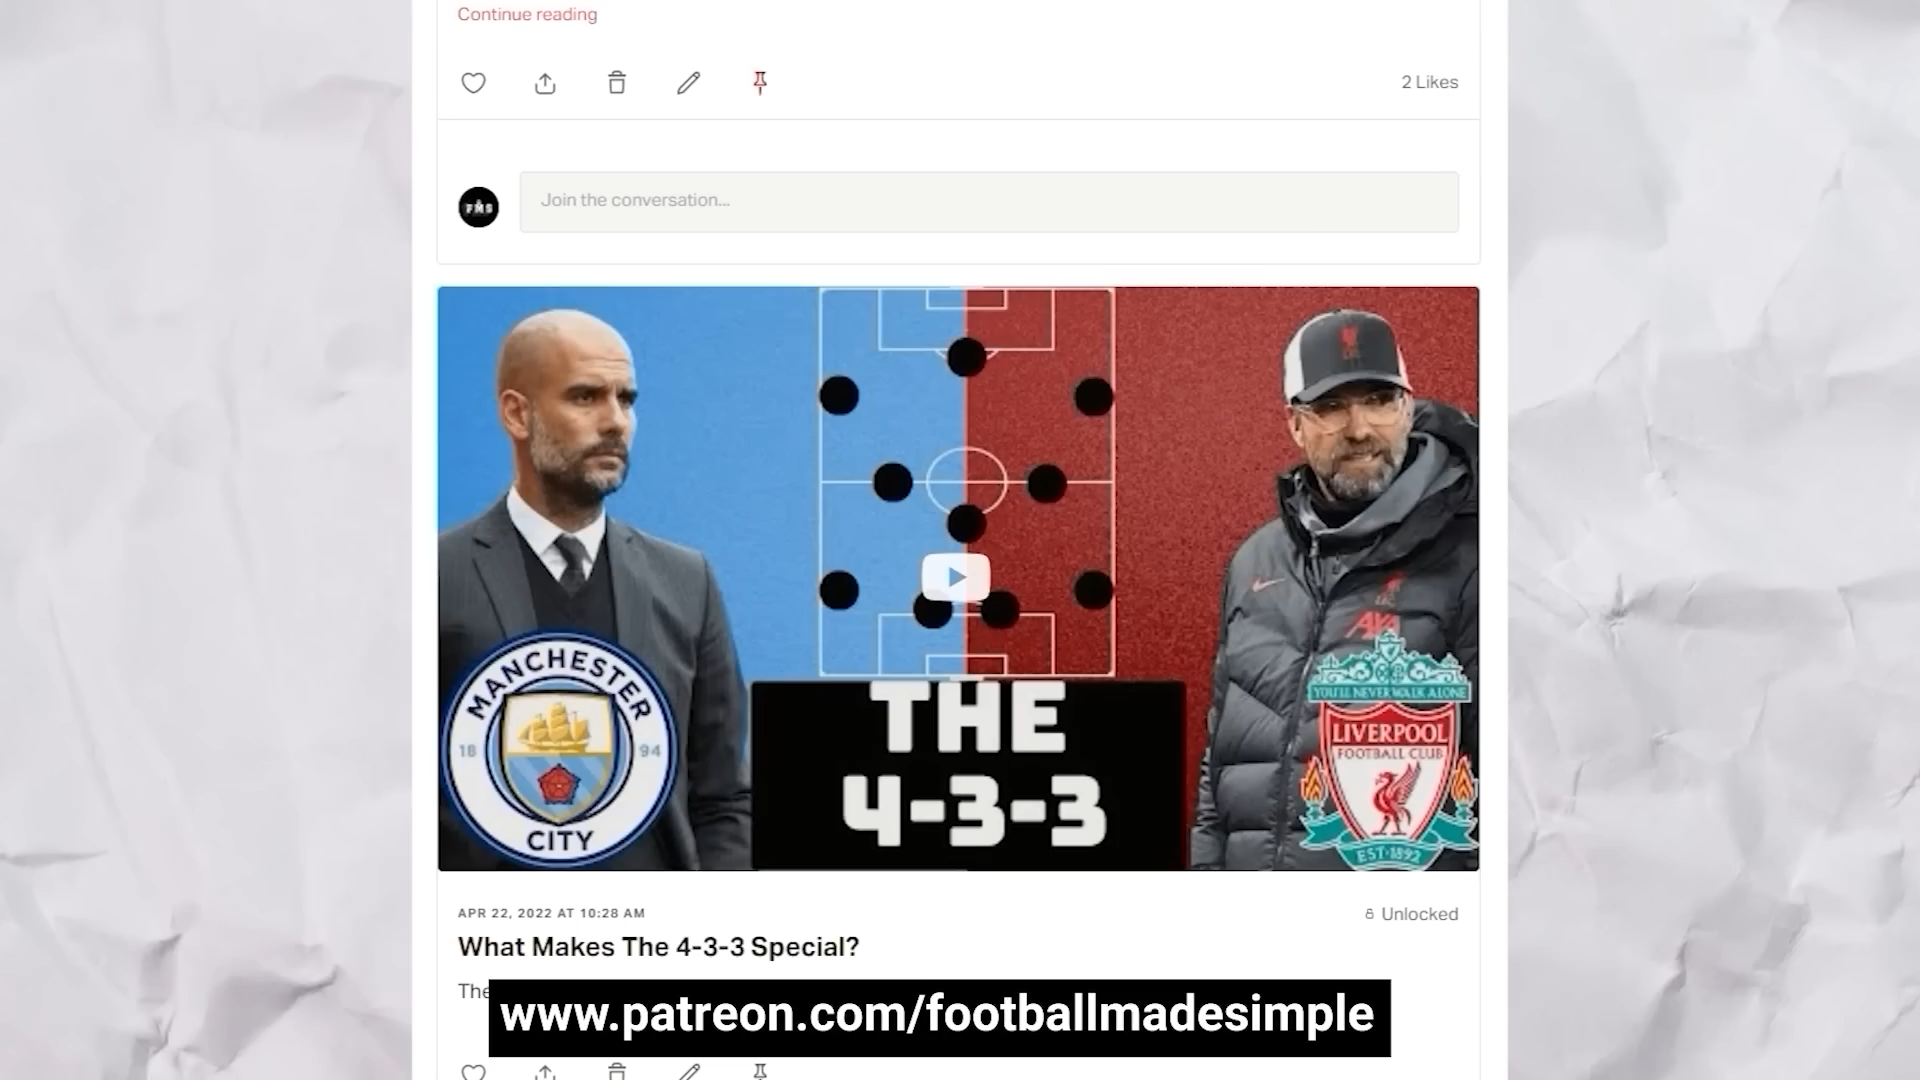 Continue reading
2 Likes
FMS
Join the conversation...
MANCHESTER
18 94
CITY
THE
4-3-3
AXA
YOU'LL NEVER WALK ALONE
LIVERPOOL
FOOTBALL CLUB
EST·1892
APR 22, 2022 AT 10:28 AM
Unlocked
What Makes The 4-3-3 Special?
The
www.patreon.com/footballmadesimple